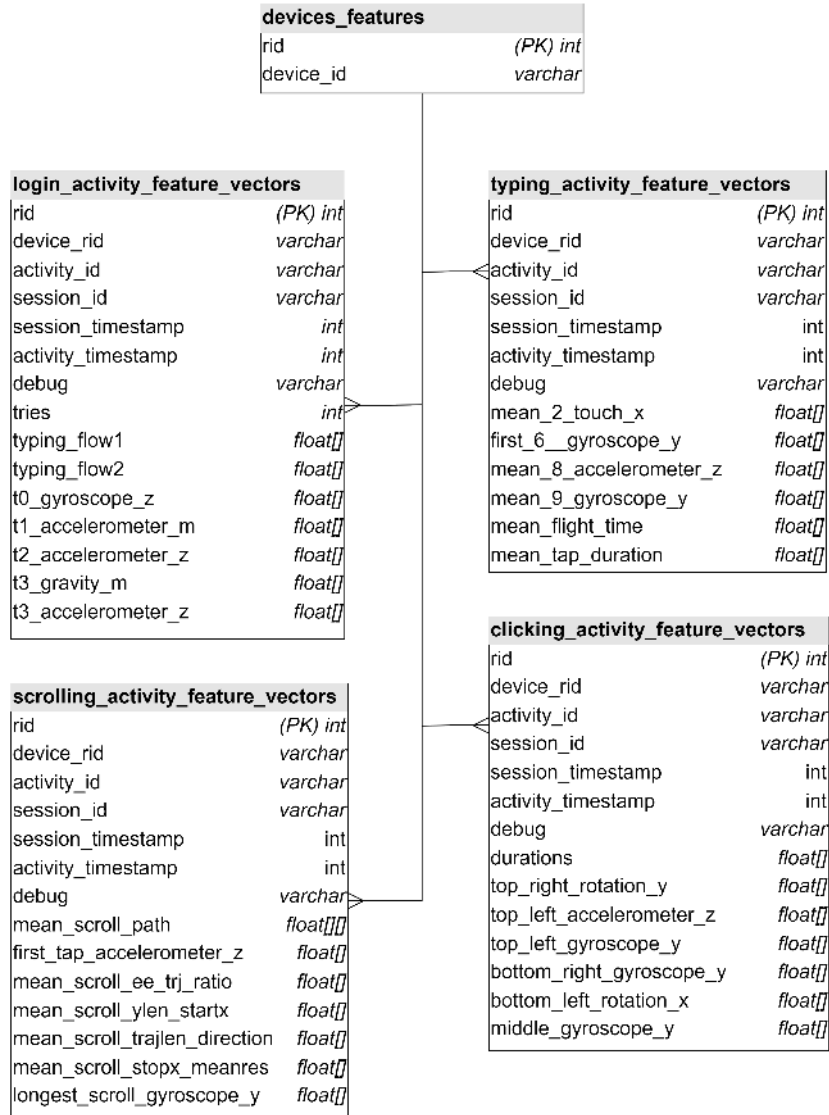 devices_features
rid (PK) int
device_id varchar
login_activity_feature_vectors
rid (PK) int
device_rid varchar
activity_id varchar
session_id varchar
session_timestamp int
activity_timestamp int
debug varchar
tries int
typing_flow1 float[]
typing_flow2 float[]
t0_gyroscope_z float[]
t1_accelerometer_m float[]
t2_accelerometer_z float[]
t3_gravity_m float[]
t3_accelerometer_z float[]
typing_activity_feature_vectors
rid (PK) int
device_rid varchar
activity_id varchar
session_id varchar
session_timestamp int
activity_timestamp int
debug varchar
mean_2_touch_x float[]
first_6__gyroscope_y float[]
mean_8_accelerometer_z float[]
mean_9_gyroscope_y float[]
mean_flight_time float[]
mean_tap_duration float[]
scrolling_activity_feature_vectors
rid (PK) int
device_rid varchar
activity_id varchar
session_id varchar
session_timestamp int
activity_timestamp int
debug varchar
mean_scroll_path float[][]
first_tap_accelerometer_z float[]
mean_scroll_ee_trj_ratio float[]
mean_scroll_ylen_startx float[]
mean_scroll_trajlen_direction float[]
mean_scroll_stopx_meanres float[]
longest_scroll_gyroscope_y float[]
clicking_activity_feature_vectors
rid (PK) int
device_rid varchar
activity_id varchar
session_id varchar
session_timestamp int
activity_timestamp int
debug varchar
durations float[]
top_right_rotation_y float[]
top_left_accelerometer_z float[]
top_left_gyroscope_y float[]
bottom_right_gyroscope_y float[]
bottom_left_rotation_x float[]
middle_gyroscope_y float[]